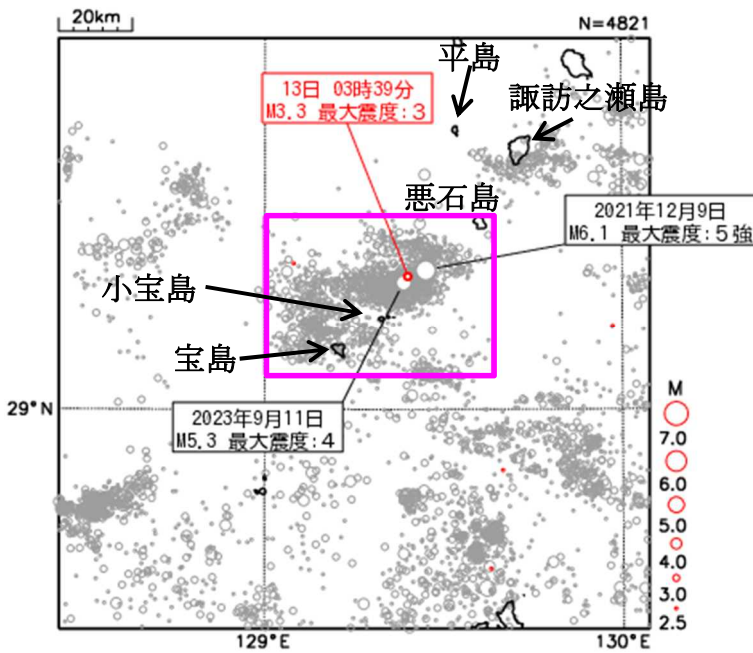 20km
N=4821
平島
13日 03時39分
M3.3 最大震度:3
諏訪之瀬島
悪石島
2021年12月9日
M6.1 最大震度:5強
小宝島
宝島
29°N
2023年9月11日
M5.3 最大震度:4
M
7.0
6.0
5.0
4.0
3.0
2.5
129°E
130°E